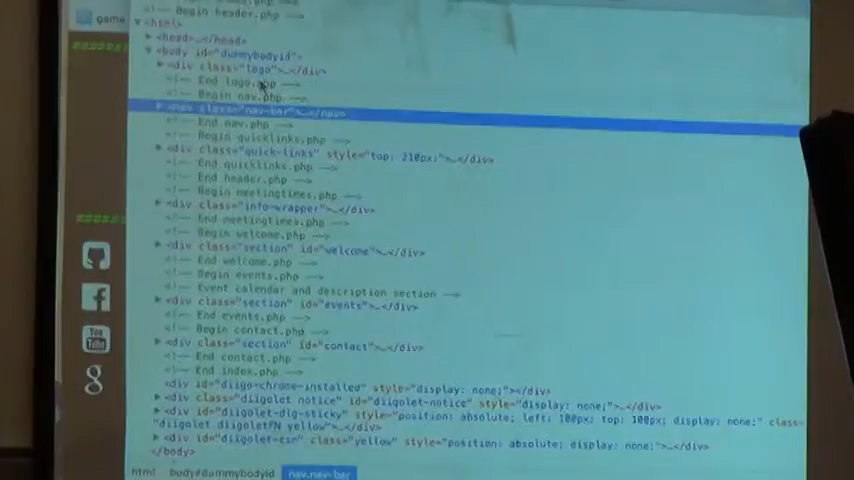 game
<!-- Begin header.php -->
▼<html>
▶<head>…</head>
▼<body id="dummybodyid">
▶<div class="logo">…</div>
<!-- End logo.php -->
<!-- Begin nav.php -->
▶<nav class="nav-bar">…</nav>
<!-- End nav.php -->
<!-- Begin quicklinks.php -->
▶<div class="quick-links" style="top: 210px;">…</div>
<!-- End quicklinks.php -->
<!-- End header.php -->
<!-- Begin meetingtimes.php -->
▶<div class="info-wrapper">…</div>
<!-- End meetingtimes.php -->
<!-- Begin welcome.php -->
▶<div class="section" id="welcome">…</div>
<!-- End welcome.php -->
<!-- Begin events.php -->
<!-- Event calendar and description section -->
▶<div class="section" id="events">…</div>
<!-- End events.php -->
<!-- Begin contact.php -->
▶<div class="section" id="contact">…</div>
<!-- End contact.php -->
<!-- End index.php -->
<div id="diigo-chrome-installed" style="display: none;"></div>
▶<div class="diigolet notice" id="diigolet-notice" style="display: none;">…</div>
▶<div id="diigolet-dlg-sticky" style="position: absolute; left: 100px; top: 100px; display: none;" class=
"diigolet diigoletFN yellow">…</div>
▶<div id="diigolet-csn" class="yellow" style="position: absolute; display: none;">…</div>
</body>
You
Tube
g
html body#dummybodyid nav.nav-bar